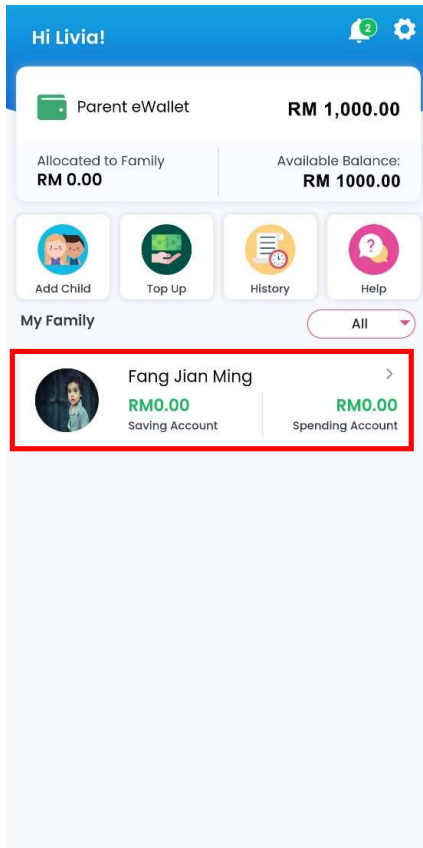 Hi Livia!
2
Parent eWallet
RM 1,000.00
Allocated to Family
RM 0.00
Available Balance:
RM 1000.00
Add Child
Top Up
History
?
Help
My Family
All
Fang Jian Ming
RM0.00
Saving Account
RM0.00
Spending Account